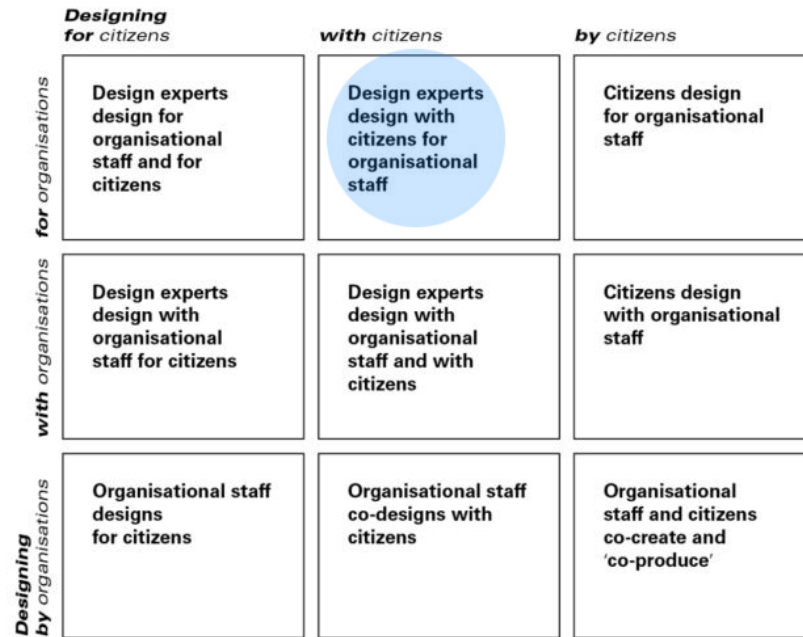 Designing
for citizens
with citizens
by citizens
for organisations
Design experts
design for
organisational
staff and for
citizens
Design experts
design with
citizens for
organisational
staff
Citizens design
for organisational
staff
with organisations
Design experts
design with
organisational
staff for citizens
Design experts
design with
organisational
staff and with
citizens
Citizens design
with organisational
staff
Designing
by organisations
Organisational staff
designs
for citizens
Organisational staff
co-designs with
citizens
Organisational
staff and citizens
co-create and
‘co-produce’